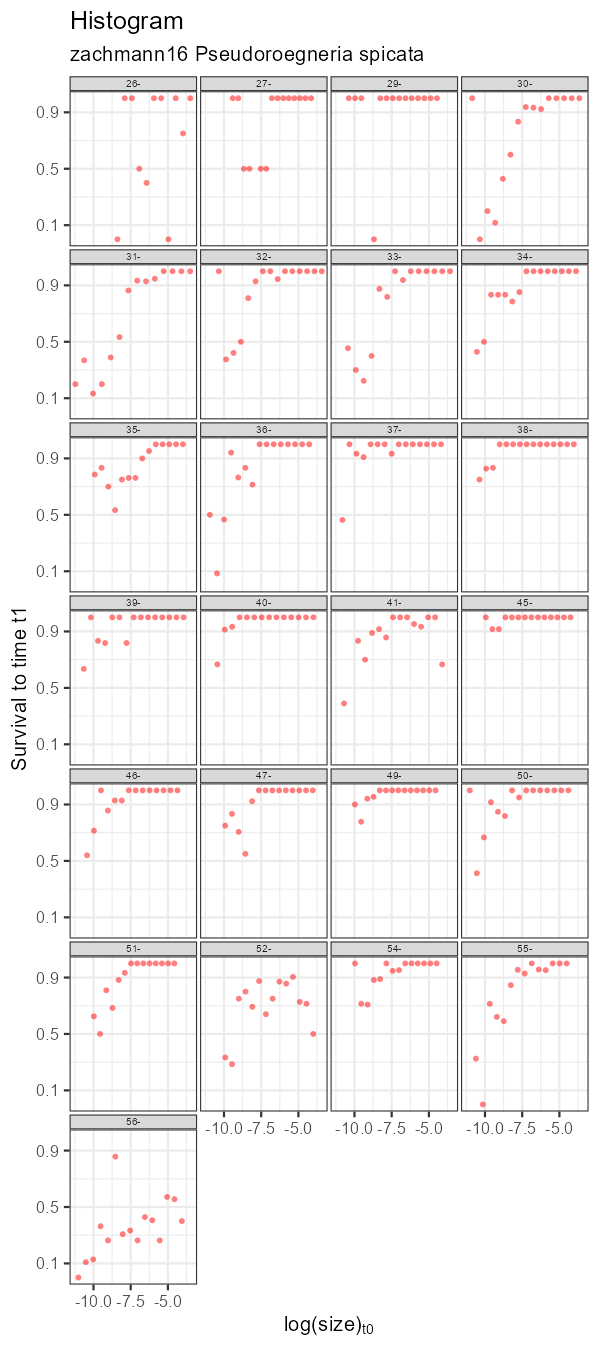 Histogram
zachmann16 Pseudoroegneria spicata
26- 27- 29- 30-
0.9
0.5
0.1
31- 32- 33- 34-
0.9
0.5
0.1
35- 36- 37- 38-
0.9
0.5
0.1
39- 40- 41- 45-
0.9
0.5
0.1
46- 47- 49- 50-
0.9
0.5
0.1
51- 52- 54- 55-
0.9
0.5
0.1
-10.0 -7.5 -5.0 -10.0 -7.5 -5.0 -10.0 -7.5 -5.0
56-
0.9
0.5
0.1
-10.0 -7.5 -5.0
Survival to time t1
log(size)t0